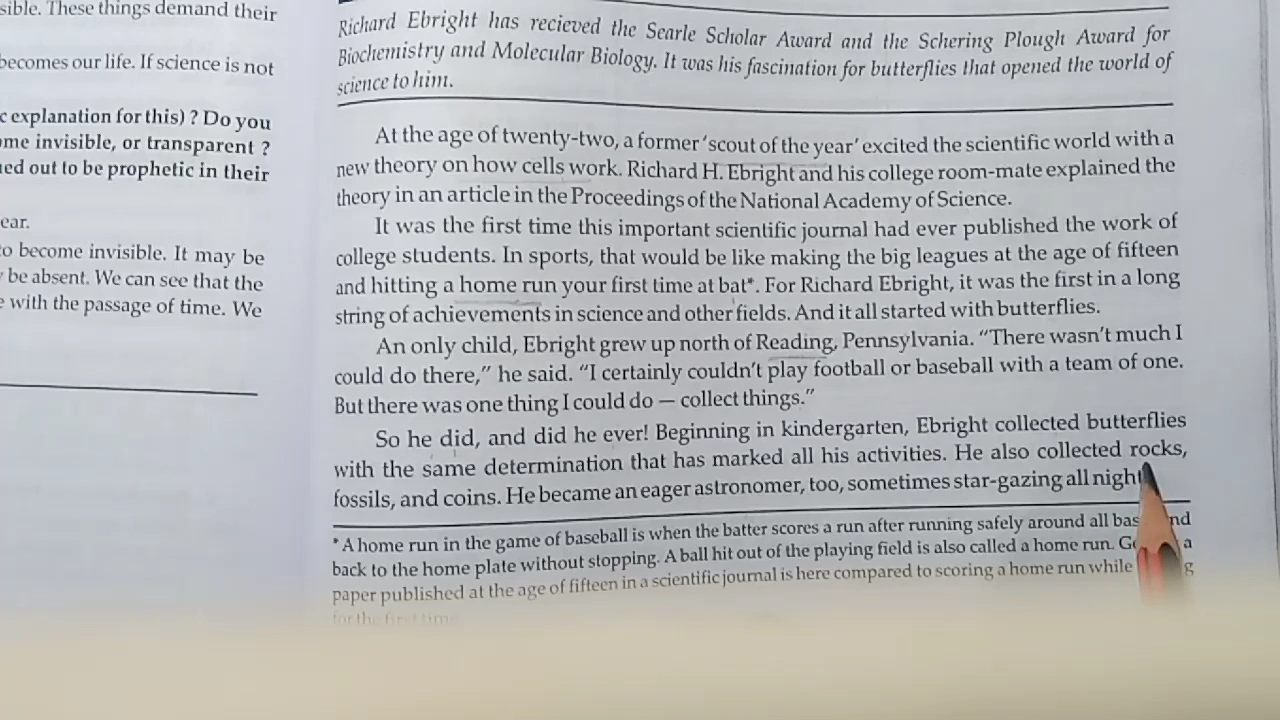 sible. These things demand their
becomes our life. If science is not
explanation for this) ? Do you
me invisible, or transparent ?
ed out to be prophetic in their
ear.
o become invisible. It may be
be absent. We can see that the
with the passage of time. We
Richard Ebright has recieved the Searle Scholar Award and the Schering Plough Award for
Biochemistry and Molecular Biology. It was his fascination for butterflies that opened the world of
science to him.
At the age of twenty-two, a former ‘scout of the year’ excited the scientific world with a
new theory on how cells work. Richard H. Ebright and his college room-mate explained the
theory in an article in the Proceedings of the National Academy of Science.
It was the first time this important scientific journal had ever published the work of
college students. In sports, that would be like making the big leagues at the age of fifteen
and hitting a home run your first time at bat*. For Richard Ebright, it was the first in a long
string of achievements in science and other fields. And it all started with butterflies.
An only child, Ebright grew up north of Reading, Pennsylvania. “There wasn’t much I
could do there,” he said. “I certainly couldn’t play football or baseball with a team of one.
But there was one thing I could do — collect things.”
So he did, and did he ever! Beginning in kindergarten, Ebright collected butterflies
with the same determination that has marked all his activities. He also collected rocks,
fossils, and coins. He became an eager astronomer, too, sometimes star-gazing all night
*A home run in the game of baseball is when the batter scores a run after running safely around all
back to the home plate without stopping. A ball hit out of the playing field is also called a home run. a
paper published at the age of fifteen in a scientific journal is here compared to scoring a home run while
for the first time